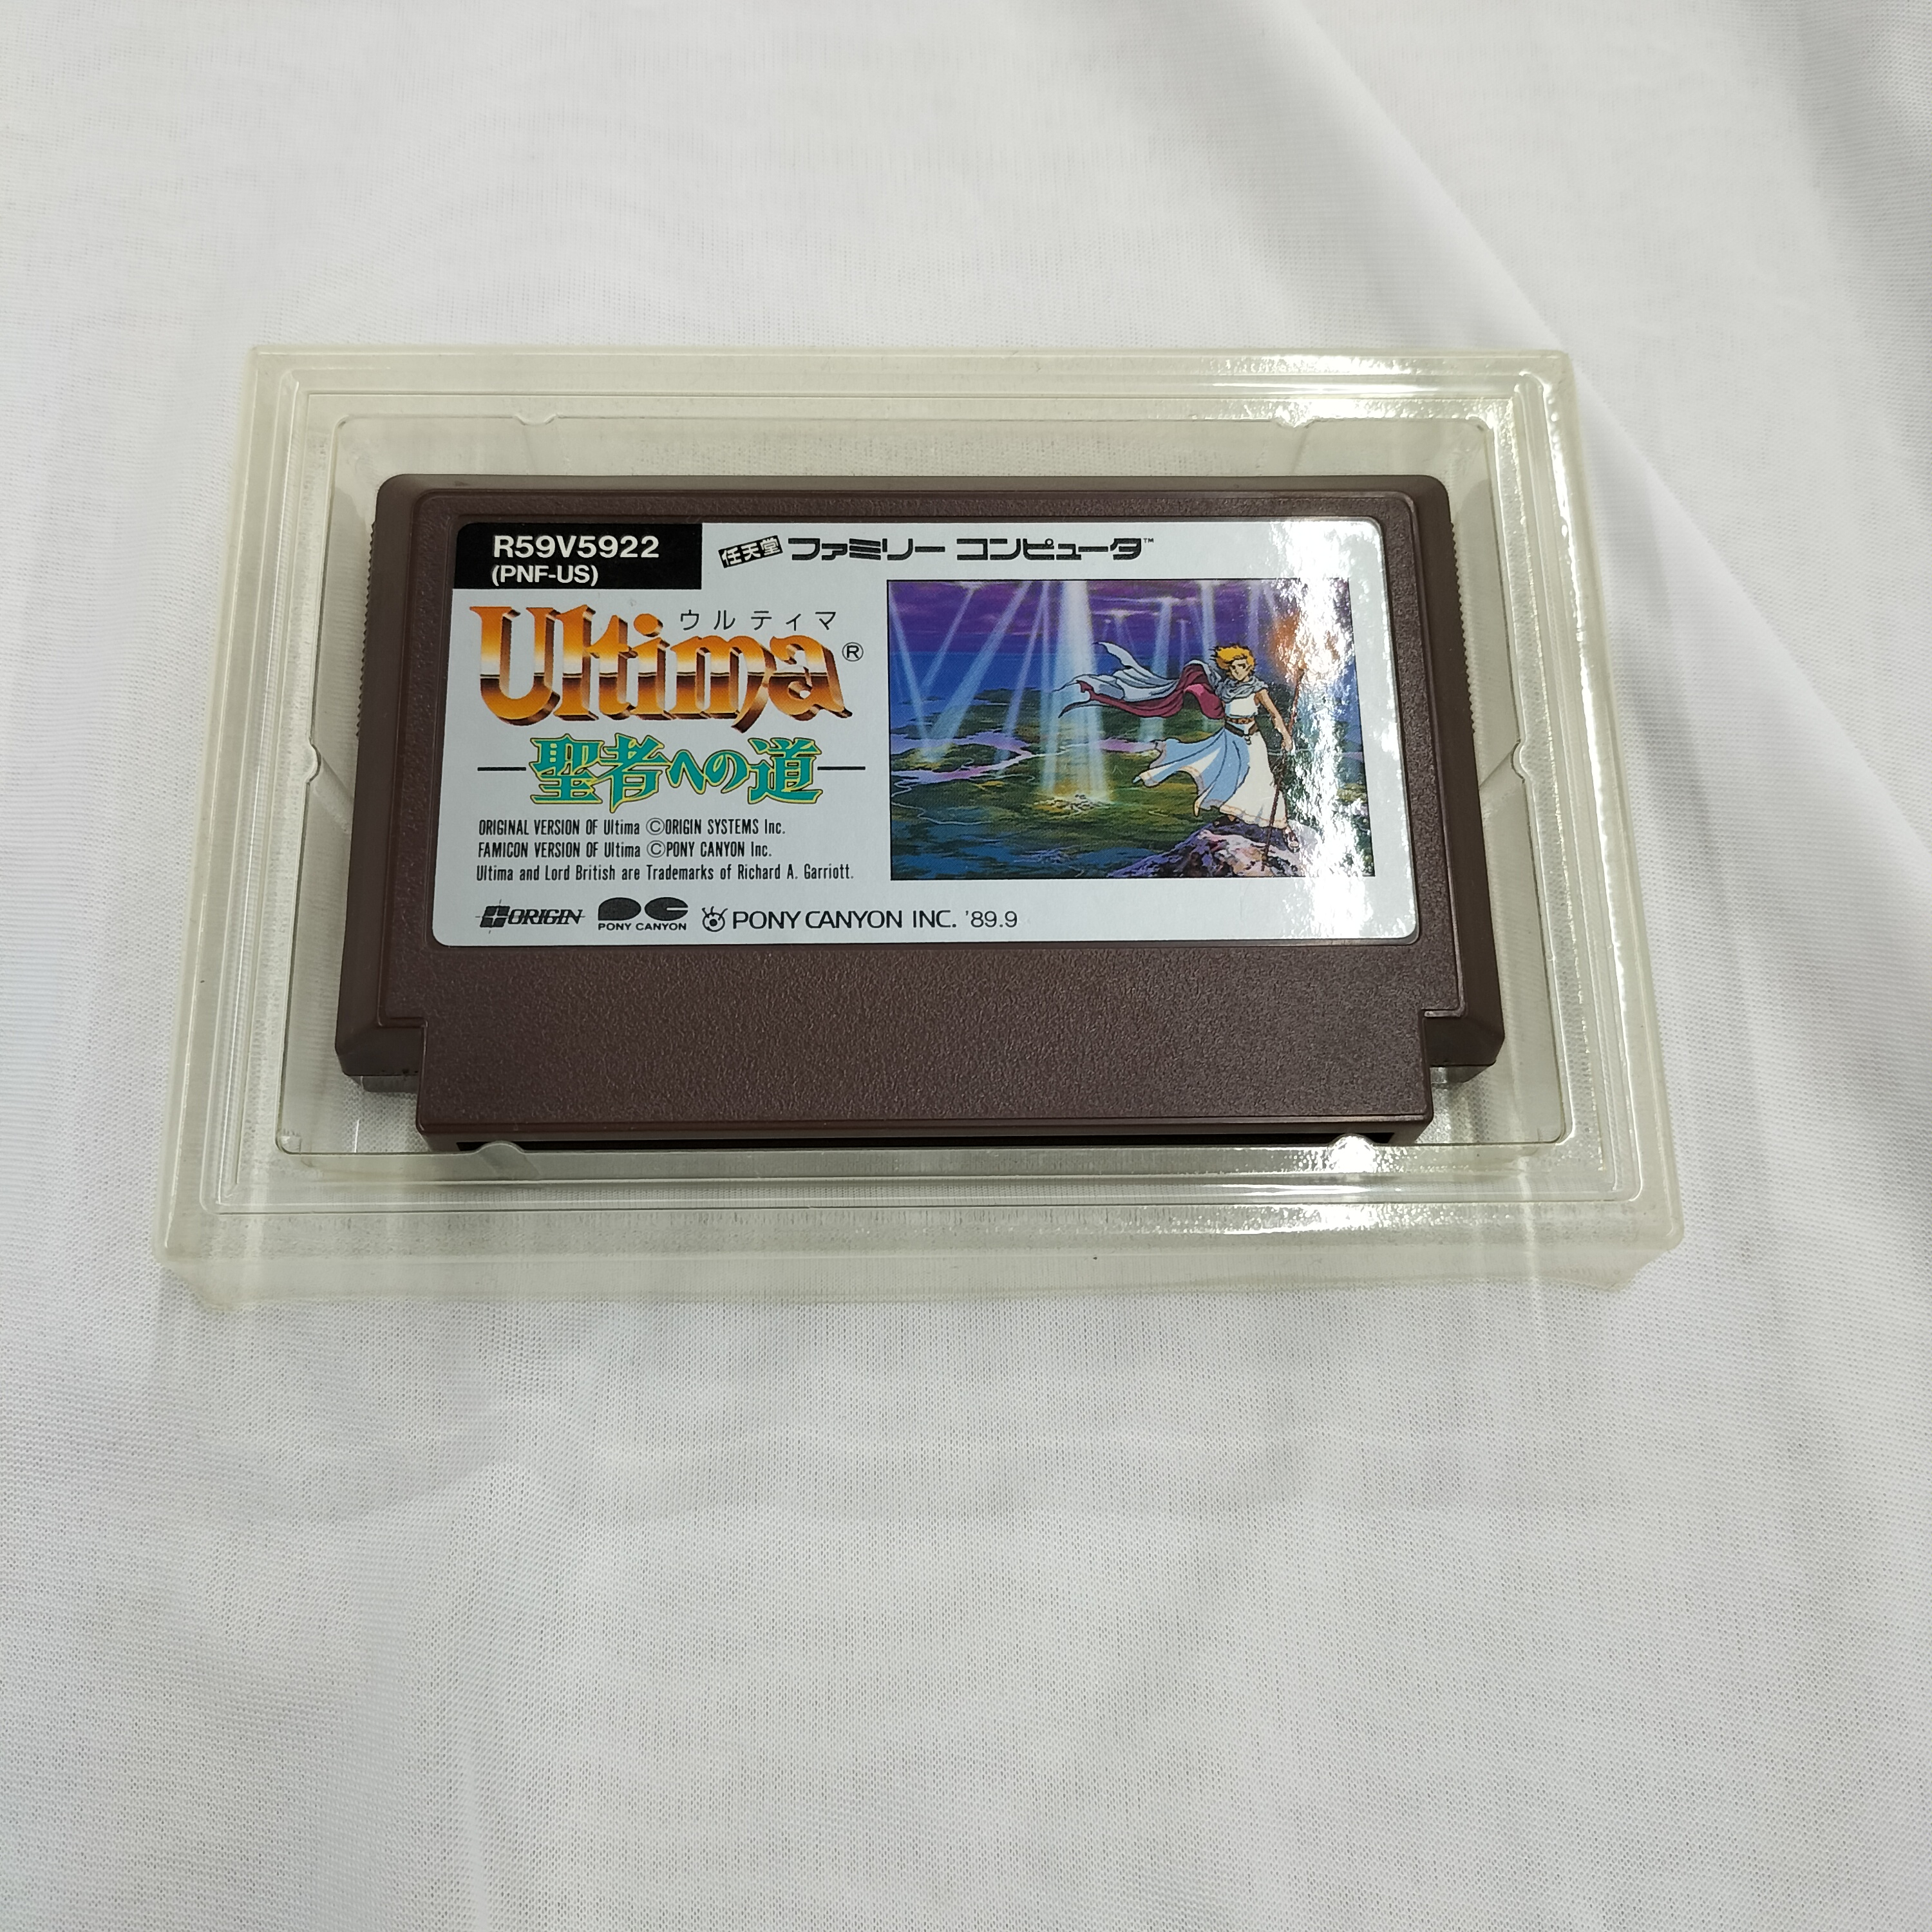 R59V5922
(PNF-US)
任天堂 ファミリー コンピュータ™
ウルティマ
Ultima®
聖者への道
ORIGINAL VERSION OF Ultima ©ORIGIN SYSTEMS Inc.
FAMICON VERSION OF Ultima ©PONY CANYON Inc.
Ultima and Lord British are Trademarks of Richard A. Garriott.
ORIGIN PONY CANYON PONY CANYON INC. '89.9